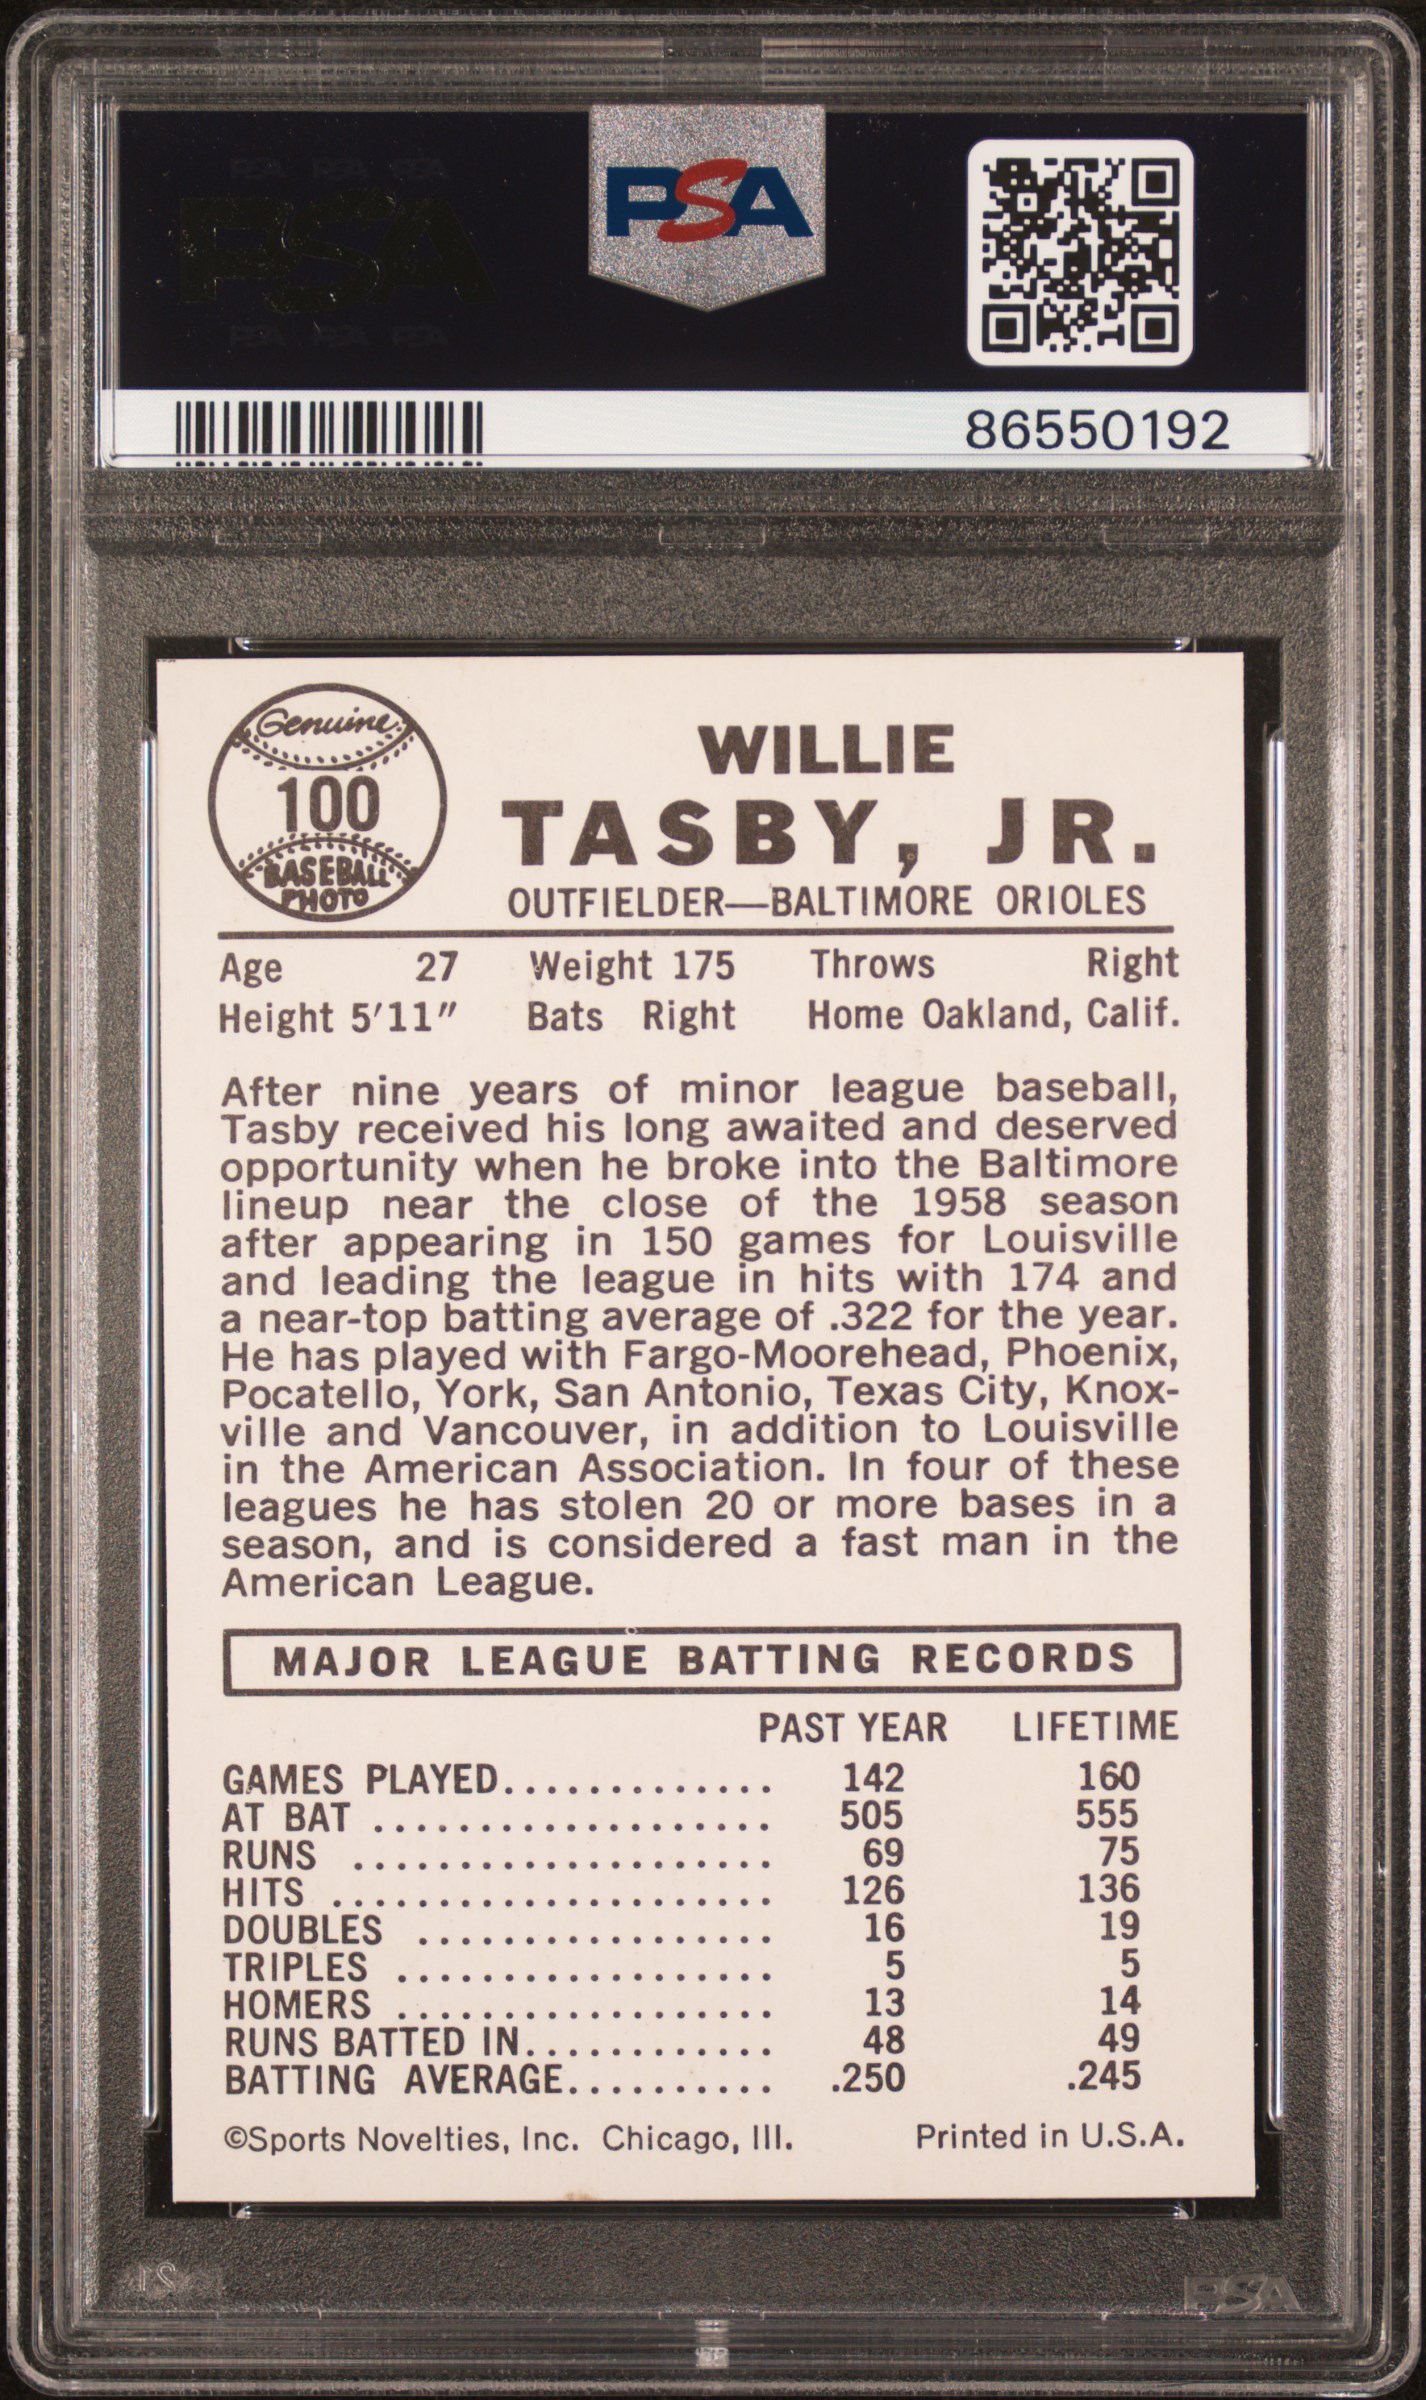 PSA PSA PSA
PSA
PSA PSA PSA
PSA
86550192
Genuine
100
BASEBALL
PHOTO
WILLIE
TASBY, JR.
OUTFIELDER—BALTIMORE ORIOLES
Age 27 Weight 175 Throws Right
Height 5'11" Bats Right Home Oakland, Calif.
After nine years of minor league baseball,
Tasby received his long awaited and deserved
opportunity when he broke into the Baltimore
lineup near the close of the 1958 season
after appearing in 150 games for Louisville
and leading the league in hits with 174 and
a near-top batting average of .322 for the year.
He has played with Fargo-Moorehead, Phoenix,
Pocatello, York, San Antonio, Texas City, Knox-
ville and Vancouver, in addition to Louisville
in the American Association. In four of these
leagues he has stolen 20 or more bases in a
season, and is considered a fast man in the
American League.
MAJOR LEAGUE BATTING RECORDS
PAST YEAR LIFETIME
GAMES PLAYED............. 142 160
AT BAT ................... 505 555
RUNS .................... 69 75
HITS ..................... 126 136
DOUBLES ................. 16 19
TRIPLES .................. 5 5
HOMERS .................. 13 14
RUNS BATTED IN............ 48 49
BATTING AVERAGE.......... .250 .245
©Sports Novelties, Inc. Chicago, Ill. Printed in U.S.A.
PSA